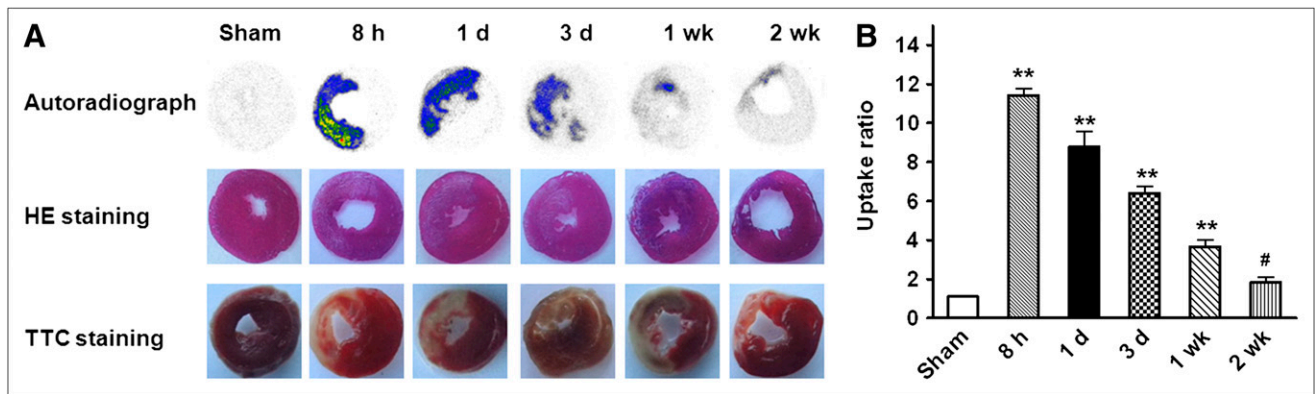 A
Sham 8 h 1 d 3 d 1 wk 2 wk
Autoradiograph
HE staining
TTC staining
B
14
12
10
8
6
4
2
0
Uptake ratio
**
**
**
**
#
Sham 8 h 1 d 3 d 1 wk 2 wk